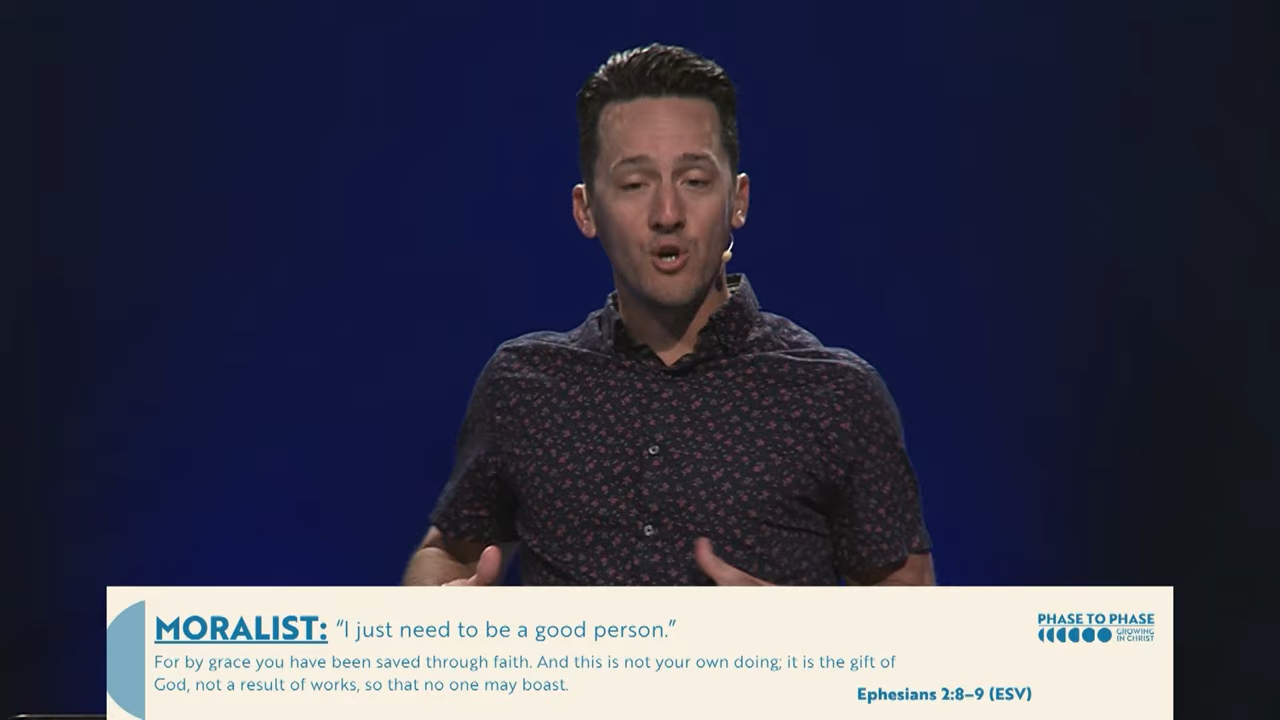 MORALIST: “I just need to be a good person.”
For by grace you have been saved through faith. And this is not your own doing; it is the gift of
God, not a result of works, so that no one may boast.
Ephesians 2:8–9 (ESV)
PHASE TO PHASE
GROWING
IN CHRIST